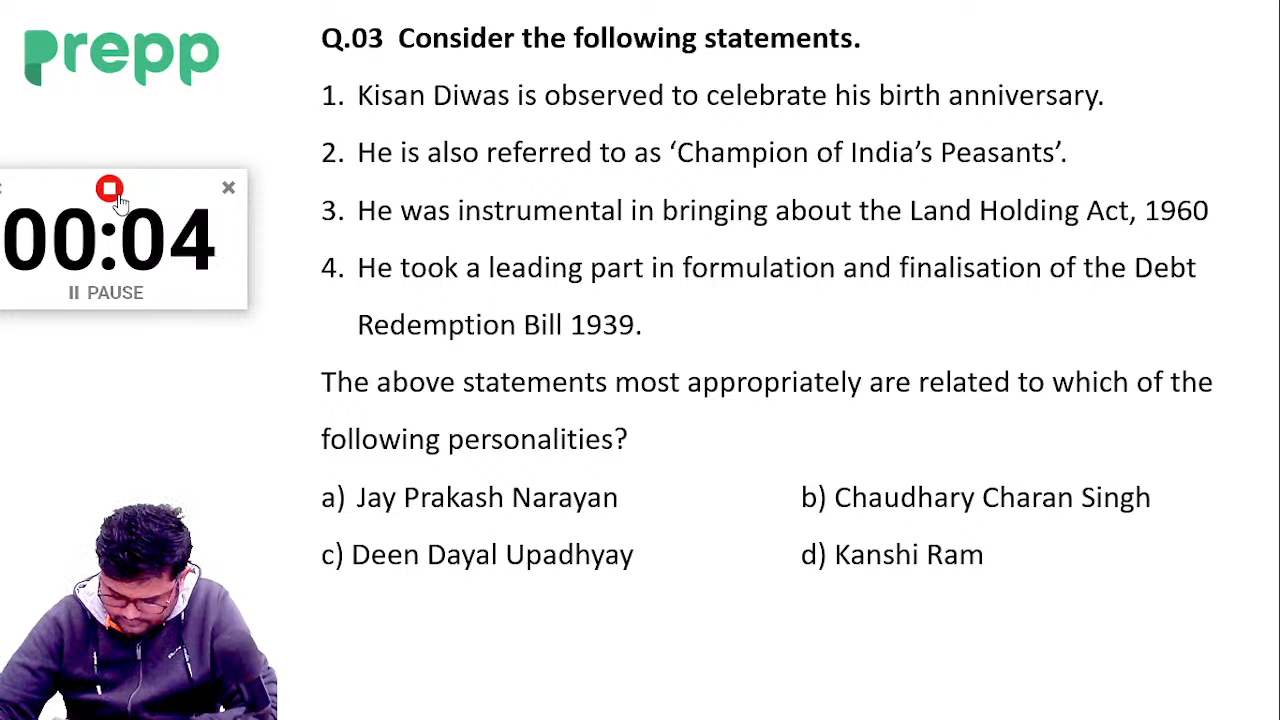 prepp
Q.03 Consider the following statements.
1. Kisan Diwas is observed to celebrate his birth anniversary.
2. He is also referred to as ‘Champion of India’s Peasants’.
00:04
PAUSE
3. He was instrumental in bringing about the Land Holding Act, 1960
4. He took a leading part in formulation and finalisation of the Debt
Redemption Bill 1939.
The above statements most appropriately are related to which of the
following personalities?
a) Jay Prakash Narayan b) Chaudhary Charan Singh
c) Deen Dayal Upadhyay d) Kanshi Ram